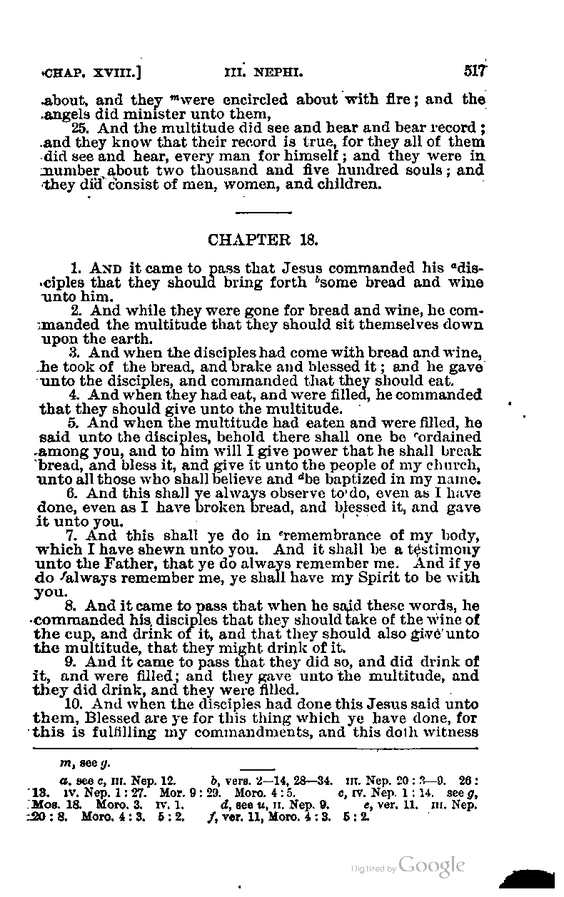 CHAP. XVIII.] III. NEPHI. 517
about, and they ᵐwere encircled about with fire; and the
angels did minister unto them,
25. And the multitude did see and hear and bear record;
and they know that their record is true, for they all of them
did see and hear, every man for himself; and they were in
number about two thousand and five hundred souls; and
they did consist of men, women, and children.
CHAPTER 18.
1. AND it came to pass that Jesus commanded his ᵃdis-
ciples that they should bring forth ᵇsome bread and wine
unto him.
2. And while they were gone for bread and wine, he com-
manded the multitude that they should sit themselves down
upon the earth.
3. And when the disciples had come with bread and wine,
he took of the bread, and brake and blessed it; and he gave
unto the disciples, and commanded that they should eat.
4. And when they had eat, and were filled, he commanded
that they should give unto the multitude.
5. And when the multitude had eaten and were filled, he
said unto the disciples, behold there shall one be ᶜordained
among you, and to him will I give power that he shall break
bread, and bless it, and give it unto the people of my church,
unto all those who shall believe and ᵈbe baptized in my name.
6. And this shall ye always observe to do, even as I have
done, even as I have broken bread, and blessed it, and gave
it unto you.
7. And this shall ye do in ᵉremembrance of my body,
which I have shewn unto you. And it shall be a testimony
unto the Father, that ye do always remember me. And if ye
do ᶠalways remember me, ye shall have my Spirit to be with
you.
8. And it came to pass that when he said these words, he
commanded his disciples that they should take of the wine of
the cup, and drink of it, and that they should also give unto
the multitude, that they might drink of it.
9. And it came to pass that they did so, and did drink of
it, and were filled; and they gave unto the multitude, and
they did drink, and they were filled.
10. And when the disciples had done this Jesus said unto
them, Blessed are ye for this thing which ye have done, for
this is fulfilling my commandments, and this doth witness
m, see g.
a, see c, III. Nep. 12. b, vers. 2—14, 28—34. III. Nep. 20: 3—9. 26:
13. IV. Nep. 1: 27. Mor. 9: 29. Moro. 4: 5. c, IV. Nep. 1: 14. see g,
Mos. 18. Moro. 3. IV. 1. d, see u, II. Nep. 9. e, ver. 11. III. Nep.
20: 8. Moro. 4: 3. 5: 2. f, ver. 11, Moro. 4: 3. 5: 2.
Digitized by Google